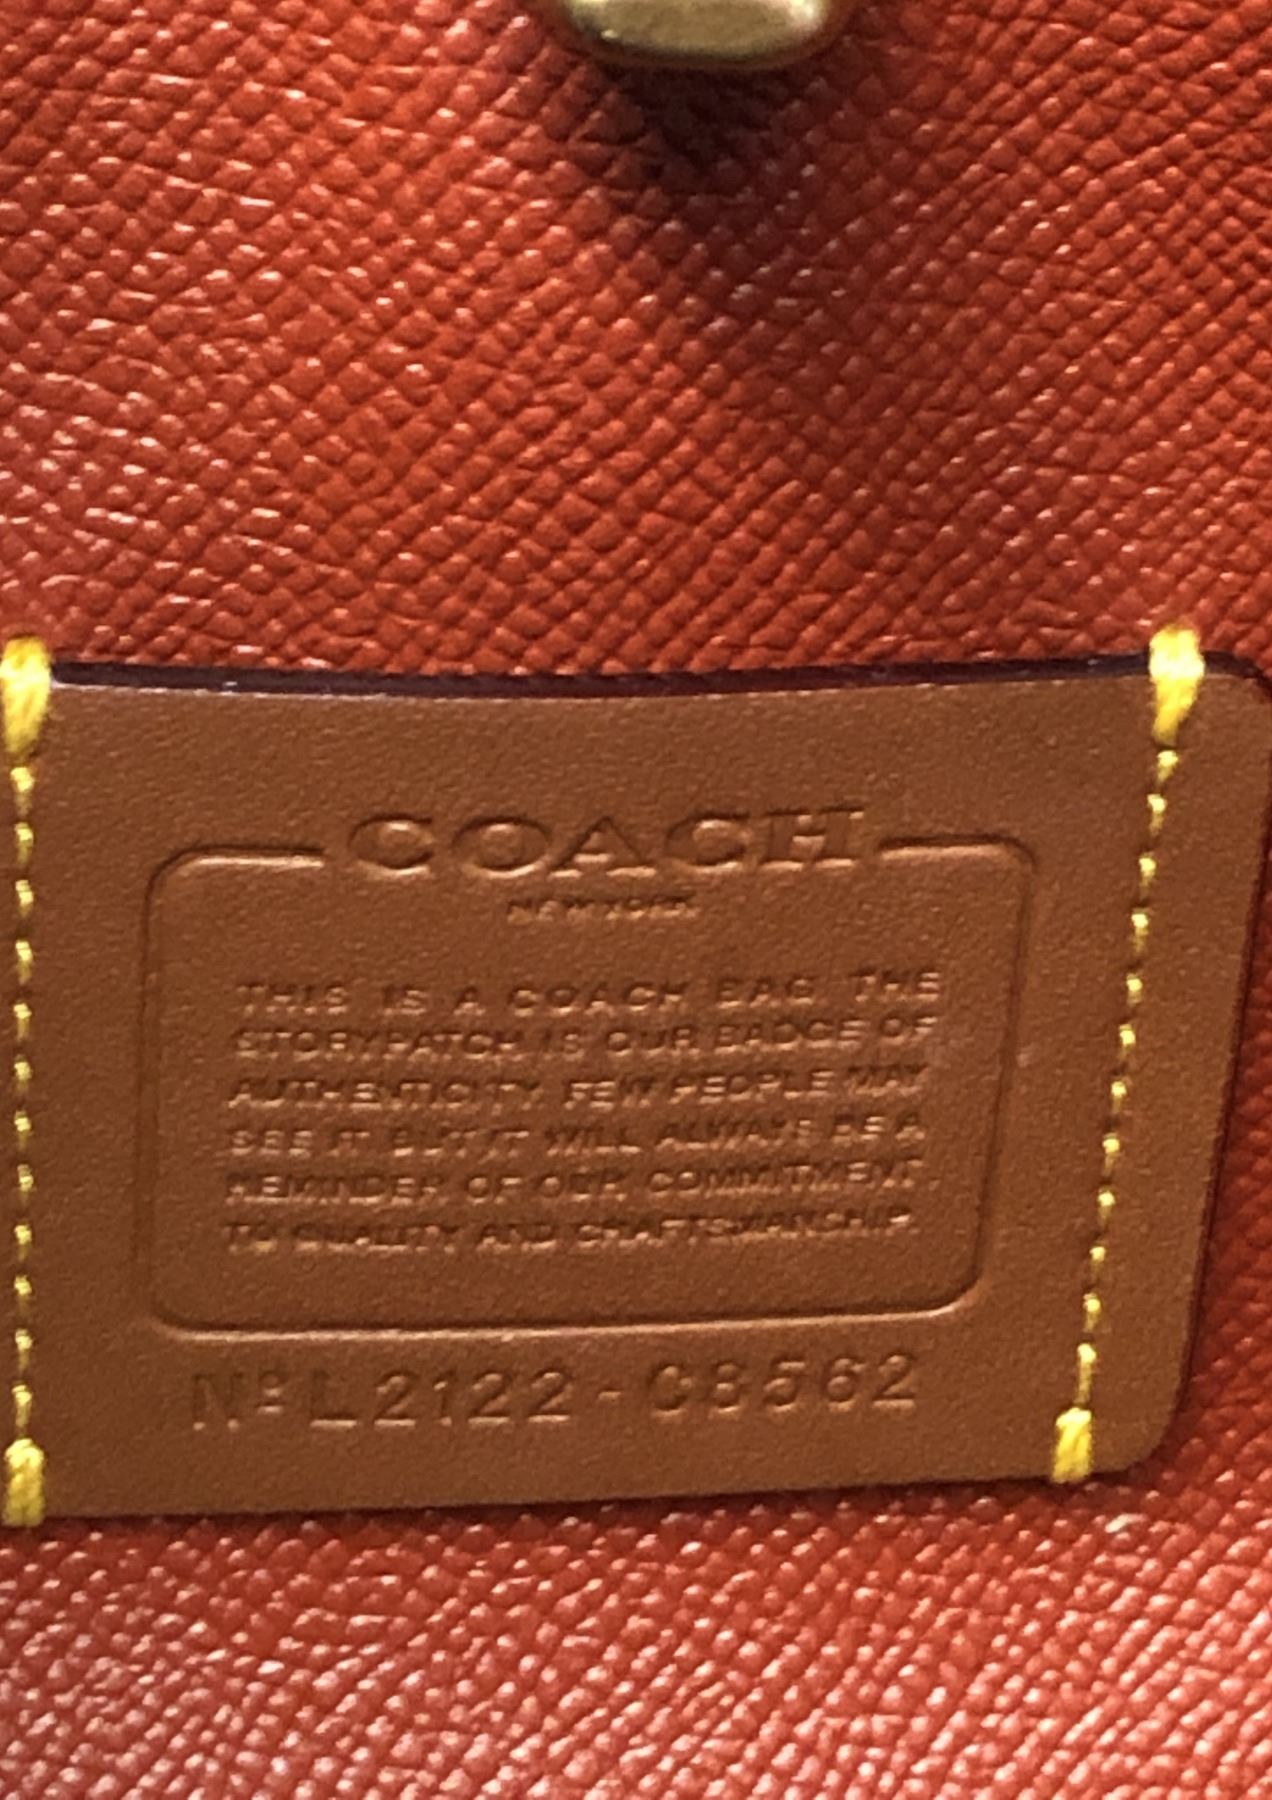 COACH
NEW YORK
THIS IS A COACH BAG. THE
STORYPATCH IS OUR BADGE OF
AUTHENTICITY. FEW PEOPLE MAY
SEE IT BUT IT WILL ALWAYS BE A
REMINDER OF OUR COMMITMENT
TO QUALITY AND CRAFTSMANSHIP.
Nº L2122-C8562